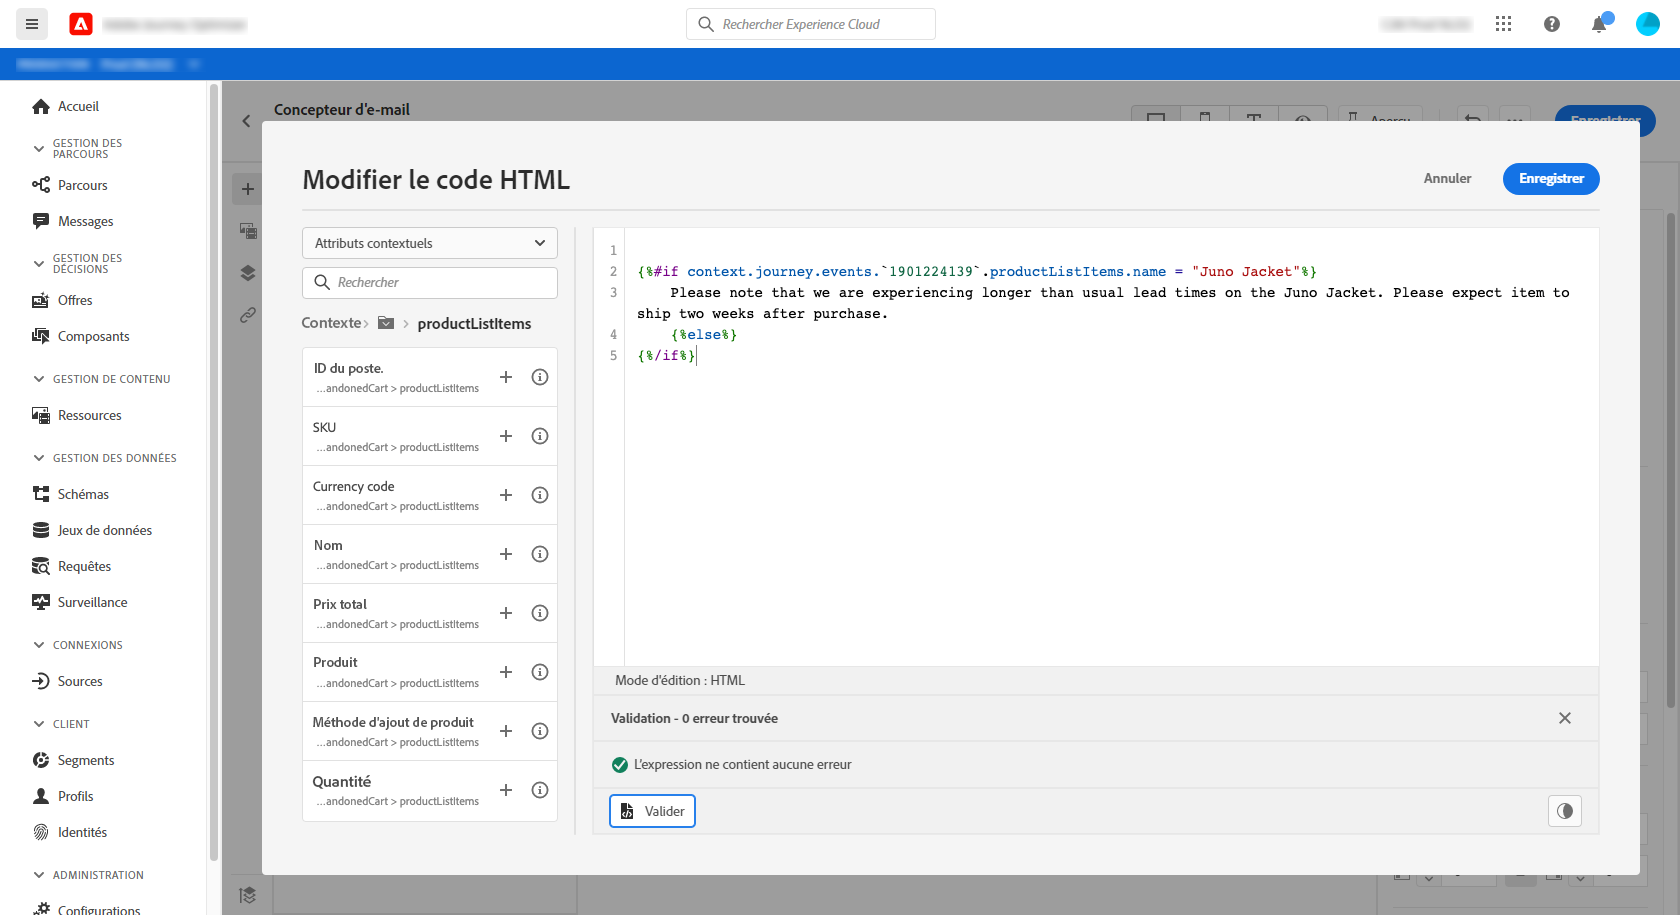 Rechercher Experience Cloud
Accueil
GESTION DES
PARCOURS
Parcours
Messages
GESTION DES
DÉCISIONS
Offres
Composants
GESTION DE CONTENU
Ressources
GESTION DES DONNÉES
Schémas
Jeux de données
Requêtes
Surveillance
CONNEXIONS
Sources
CLIENT
Segments
Profils
Identités
ADMINISTRATION
Configurations
Concepteur d'e-mail
Aperçu
Enregistrer
Modifier le code HTML
Annuler
Enregistrer
Attributs contextuels
Rechercher
Contexte > > productListItems
ID du poste.
...andonedCart > productListItems
SKU
...andonedCart > productListItems
Currency code
...andonedCart > productListItems
Nom
...andonedCart > productListItems
Prix total
...andonedCart > productListItems
Produit
...andonedCart > productListItems
Méthode d'ajout de produit
...andonedCart > productListItems
Quantité
...andonedCart > productListItems
1
2 {%#if context.journey.events.`1901224139`.productListItems.name = "Juno Jacket"%}
3 Please note that we are experiencing longer than usual lead times on the Juno Jacket. Please expect item to
ship two weeks after purchase.
4 {%else%}
5 {%/if%}
Mode d'édition : HTML
Validation - 0 erreur trouvée
L'expression ne contient aucune erreur
Valider